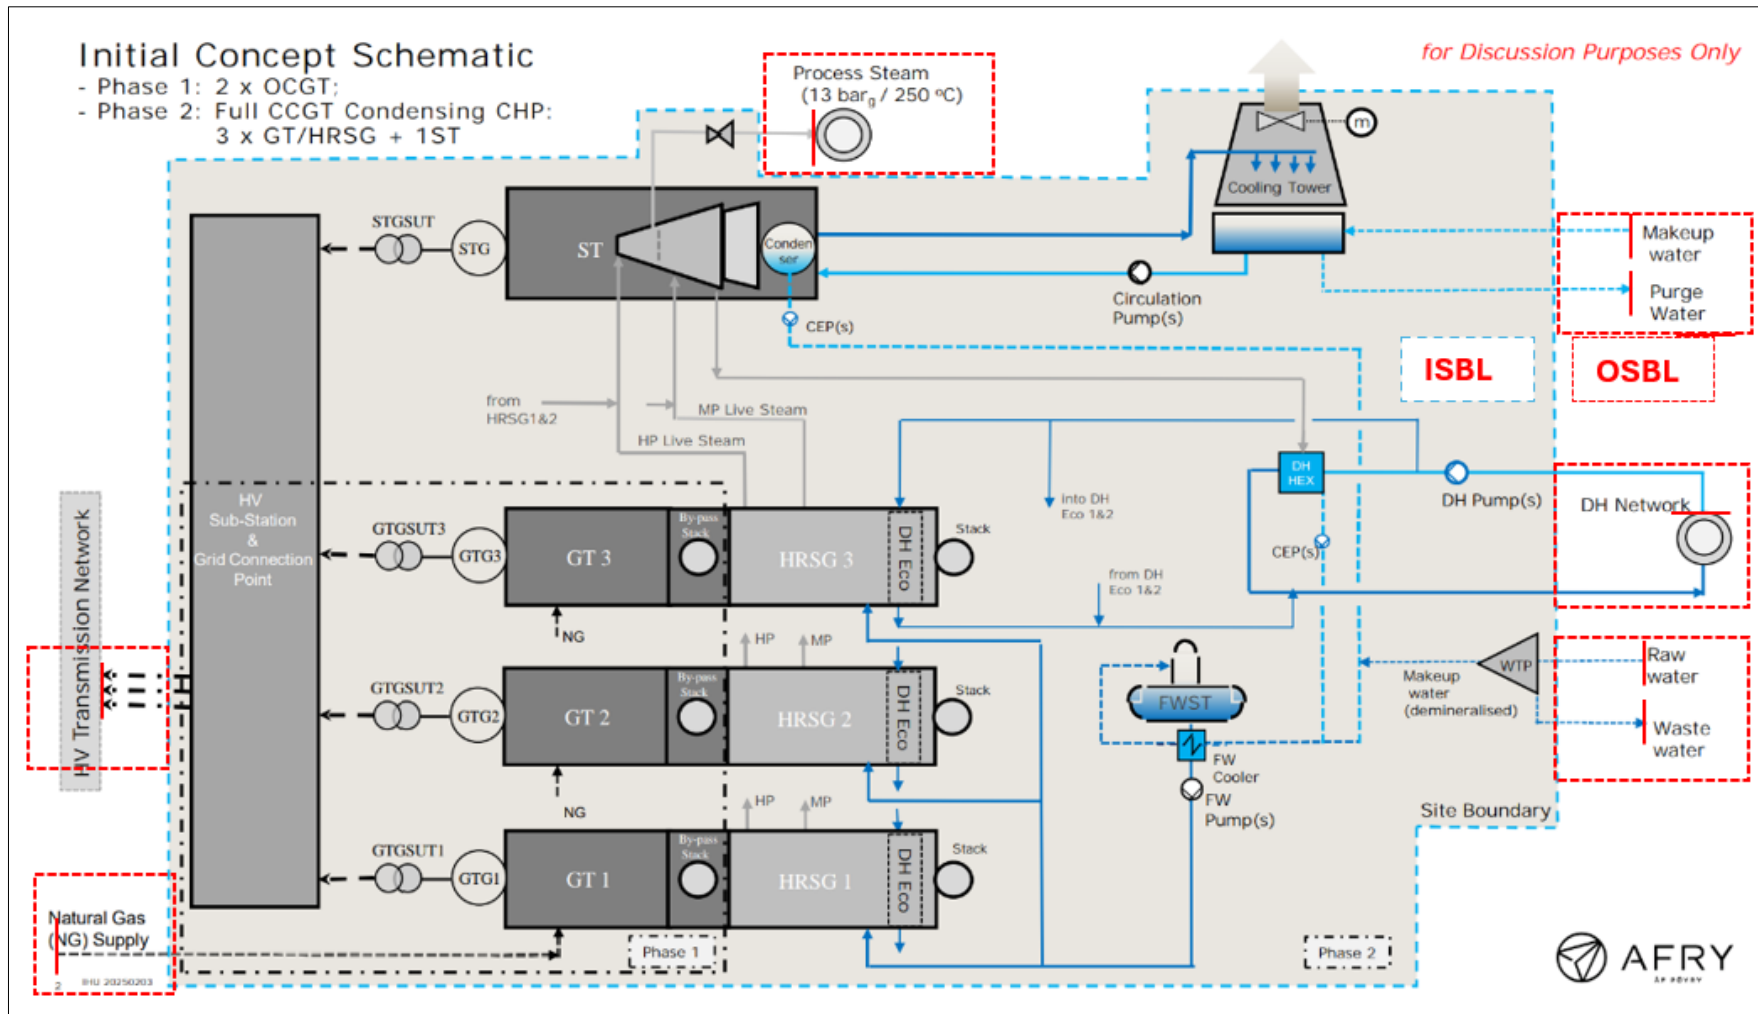 Initial Concept Schematic
- Phase 1: 2 x OCGT;
- Phase 2: Full CCGT Condensing CHP:
3 x GT/HRSG + 1ST
for Discussion Purposes Only
Process Steam
(13 barg / 250 ºC)
m
Cooling Tower
Makeup
water
Purge
Water
STGSUT
STG
ST
Conden
ser
Circulation
Pump(s)
CEP(s)
ISBL
OSBL
from
HRSG1&2
MP Live Steam
HP Live Steam
DH
HEX
into DH
Eco 1&2
DH Pump(s)
DH Network
CEP(s)
from DH
Eco 1&2
HV Transmission Network
HV
Sub-Station
&
Grid Connection
Point
GTGSUT3
GTG3
GT 3
By-pass
Stack
HRSG 3
DH Eco
Stack
NG
HP
MP
GTGSUT2
GTG2
GT 2
By-pass
Stack
HRSG 2
DH Eco
Stack
NG
HP
MP
GTGSUT1
GTG1
GT 1
By-pass
Stack
HRSG 1
DH Eco
Stack
FWST
FW
Cooler
FW
Pump(s)
Makeup
water
(demineralised)
WTP
Raw
water
Waste
water
Site Boundary
Natural Gas
(NG) Supply
Phase 1
Phase 2
2
IHU 20250203
AFRY
ÅF PÖYRY